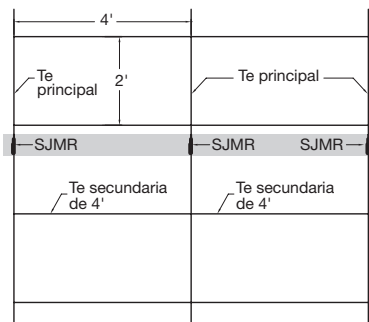 4'
Te
principal
2'
Te principal
SJMR
SJMR
SJMR
Te secundaria
de 4'
Te secundaria
de 4'